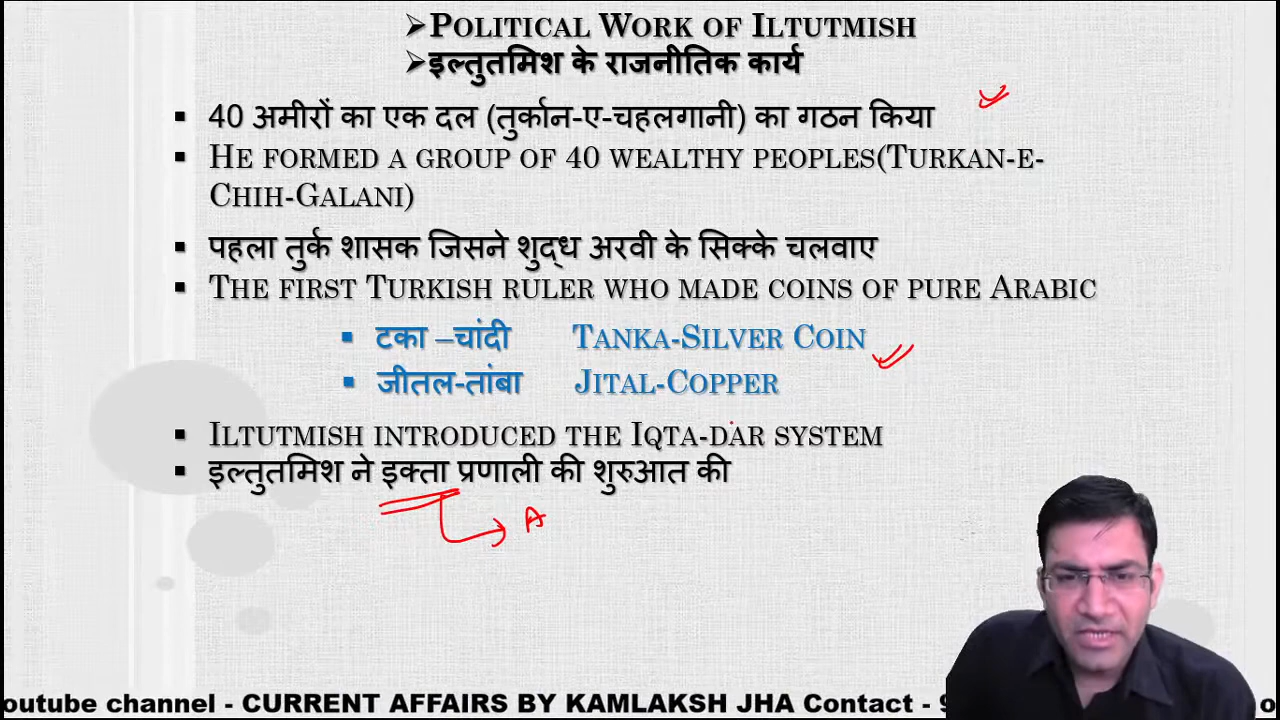 ➢POLITICAL WORK OF ILTUTMISH
➢इल्तुतमिश के राजनीतिक कार्य
▪ 40 अमीरों का एक दल (तुर्कान-ए-चहलगानी) का गठन किया
▪ HE FORMED A GROUP OF 40 WEALTHY PEOPLES(TURKAN-E-
CHIH-GALANI)
▪ पहला तुर्क शासक जिसने शुद्ध अरवी के सिक्के चलवाए
▪ THE FIRST TURKISH RULER WHO MADE COINS OF PURE ARABIC
▪ टका –चांदी TANKA-SILVER COIN
▪ जीतल-तांबा JITAL-COPPER
▪ ILTUTMISH INTRODUCED THE IQTA-DAR SYSTEM
▪ इल्तुतमिश ने इक्ता प्रणाली की शुरुआत की
A
outube channel - CURRENT AFFAIRS BY KAMLAKSH JHA Contact - 9